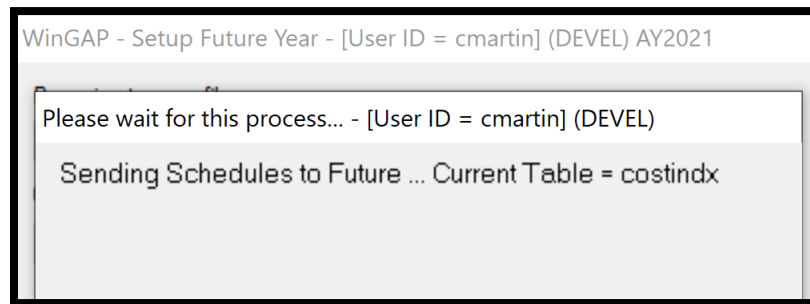 WinGAP - Setup Future Year - [User ID = cmartin] (DEVEL) AY2021
Please wait for this process... - [User ID = cmartin] (DEVEL)
Sending Schedules to Future ... Current Table = costindx